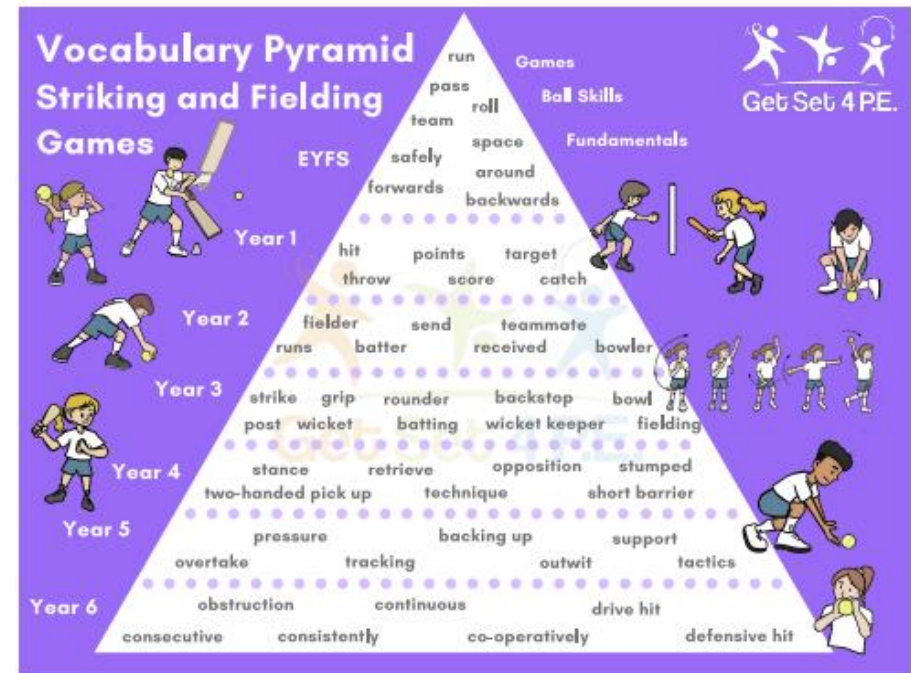 Vocabulary Pyramid
Striking and Fielding
Games
Get Set 4 P.E.
Games
Ball Skills
Fundamentals
EYFS
run
pass
roll
team
space
safely
around
forwards
backwards
Year 1
hit points target
throw score catch
Year 2
fielder send teammate
runs batter received bowler
Year 3
strike grip rounder backstop bowl
post wicket batting wicket keeper fielding
Get Set 4 P.E.
Year 4
stance retrieve opposition stumped
two-handed pick up technique short barrier
Year 5
pressure backing up support
overtake tracking outwit tactics
Year 6
obstruction continuous drive hit
consecutive consistently co-operatively defensive hit